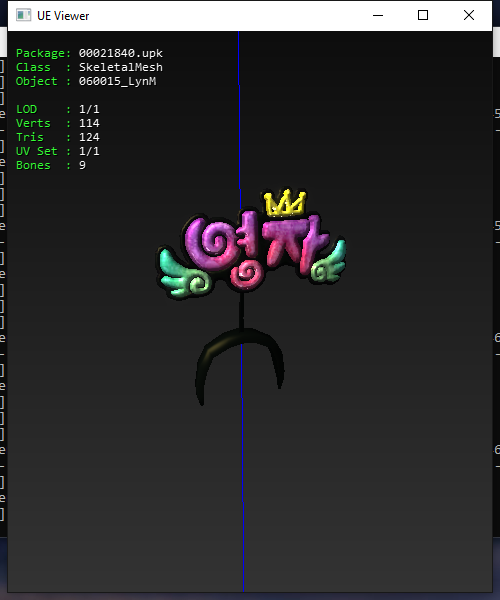 UE Viewer
Package: 00021840.upk
Class : SkeletalMesh
Object : 060015_LynM
LOD : 1/1
Verts : 114
Tris : 124
UV Set : 1/1
Bones : 9
영자